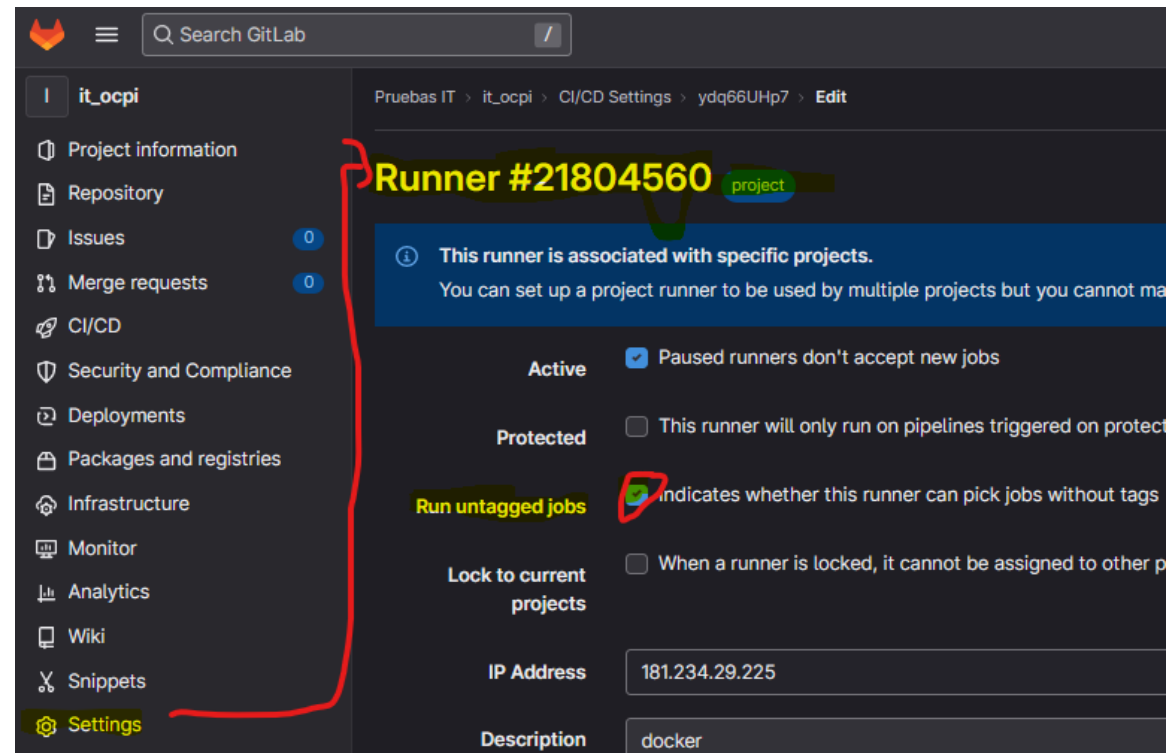 Search GitLab /
I it_ocpi
Project information
Repository
Issues 0
Merge requests 0
CI/CD
Security and Compliance
Deployments
Packages and registries
Infrastructure
Monitor
Analytics
Wiki
Snippets
Settings
Pruebas IT > it_ocpi > CI/CD Settings > ydq66UHp7 > Edit
Runner #21804560 project
This runner is associated with specific projects.
You can set up a project runner to be used by multiple projects but you cannot ma
Active Paused runners don't accept new jobs
Protected This runner will only run on pipelines triggered on protect
Run untagged jobs Indicates whether this runner can pick jobs without tags
Lock to current When a runner is locked, it cannot be assigned to other p
projects
IP Address 181.234.29.225
Description docker